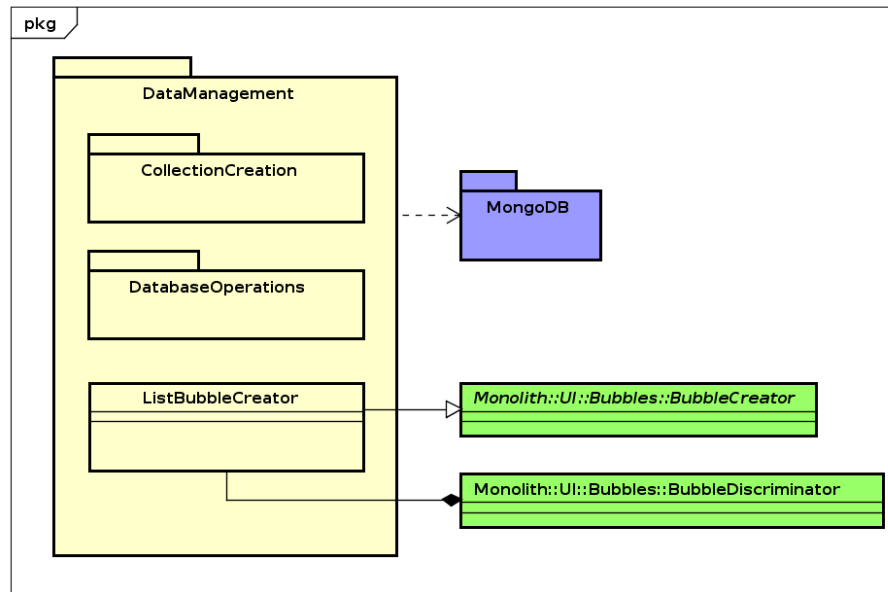 pkg
DataManagement
CollectionCreation
MongoDB
DatabaseOperations
ListBubbleCreator
Monolith::UI::Bubbles::BubbleCreator
Monolith::UI::Bubbles::BubbleDiscriminator